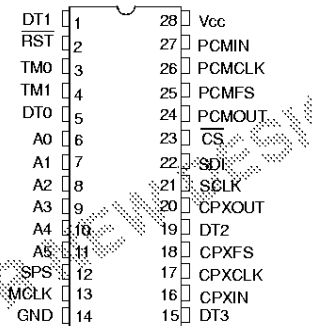 DT1 1 28 Vcc
RST 2 27 PCMIN
TM0 3 26 PCMCLK
TM1 4 25 PCMFS
DT0 5 24 PCMOUT
A0 6 23 CS
A1 7 22 SDI
A2 8 21 SCLK
A3 9 20 CPXOUT
A4 10 19 DT2
A5 11 18 CPXFS
SPS 12 17 CPXCLK
MCLK 13 16 CPXIN
GND 14 15 DT3
NEW DESI